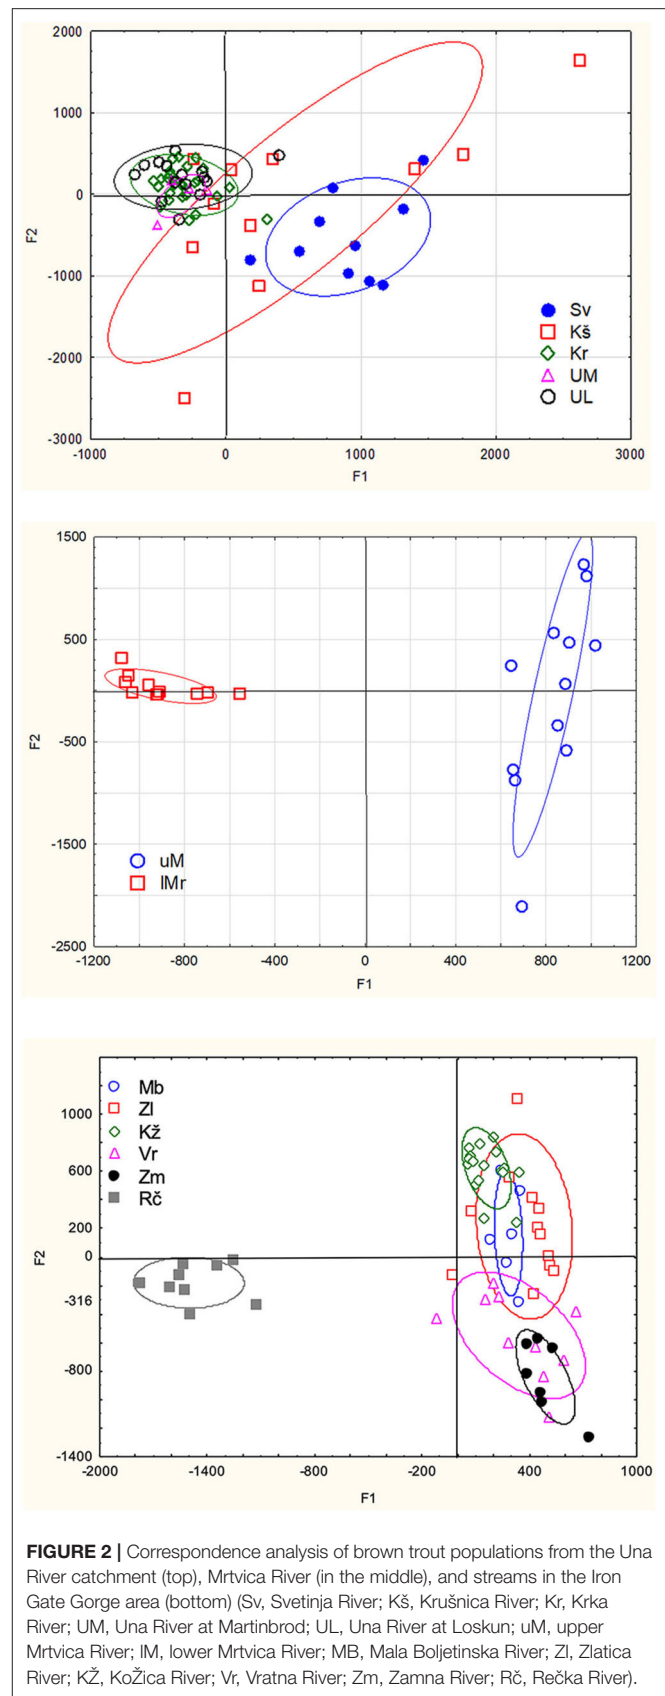 2000
1000
0
-1000
-2000
-3000
F2
-1000
0
1000
2000
3000
F1
Sv
Kš
Kr
UM
UL
1500
500
-500
-1500
-2500
F2
-1200
-800
-400
0
400
800
1200
F1
uM
lMr
1000
600
200
0
-316
-800
-1400
F2
-2000
-1400
-800
-200
400
1000
F1
Mb
Zl
Kž
Vr
Zm
Rč
FIGURE 2 | Correspondence analysis of brown trout populations from the Una
River catchment (top), Mrtvica River (in the middle), and streams in the Iron
Gate Gorge area (bottom) (Sv, Svetinja River; Kš, Krušnica River; Kr, Krka
River; UM, Una River at Martinbrod; UL, Una River at Loskun; uM, upper
Mrtvica River; lM, lower Mrtvica River; MB, Mala Boljetinska River; Zl, Zlatica
River; KŽ, KoŽica River; Vr, Vratna River; Zm, Zamna River; Rč, Rečka River).